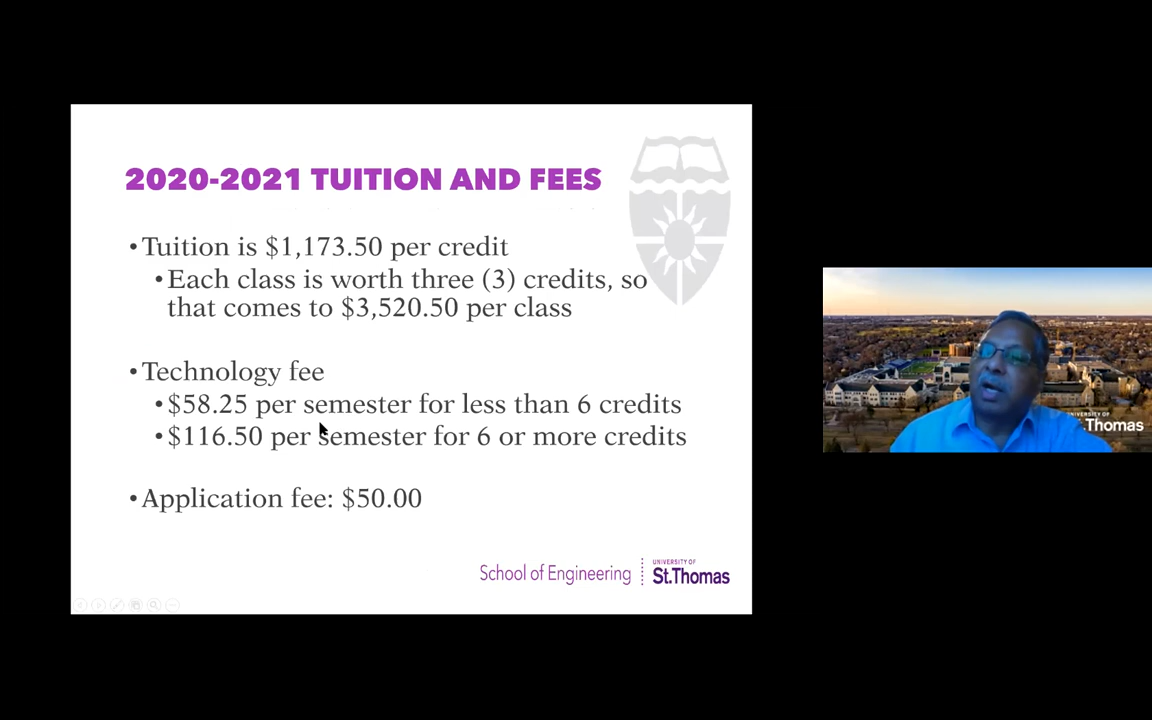 2020-2021 TUITION AND FEES
•Tuition is $1,173.50 per credit
•Each class is worth three (3) credits, so
that comes to $3,520.50 per class
•Technology fee
•$58.25 per semester for less than 6 credits
•$116.50 per semester for 6 or more credits
•Application fee: $50.00
School of Engineering
UNIVERSITY OF
St.Thomas
UNIVERSITY OF
St.Thomas